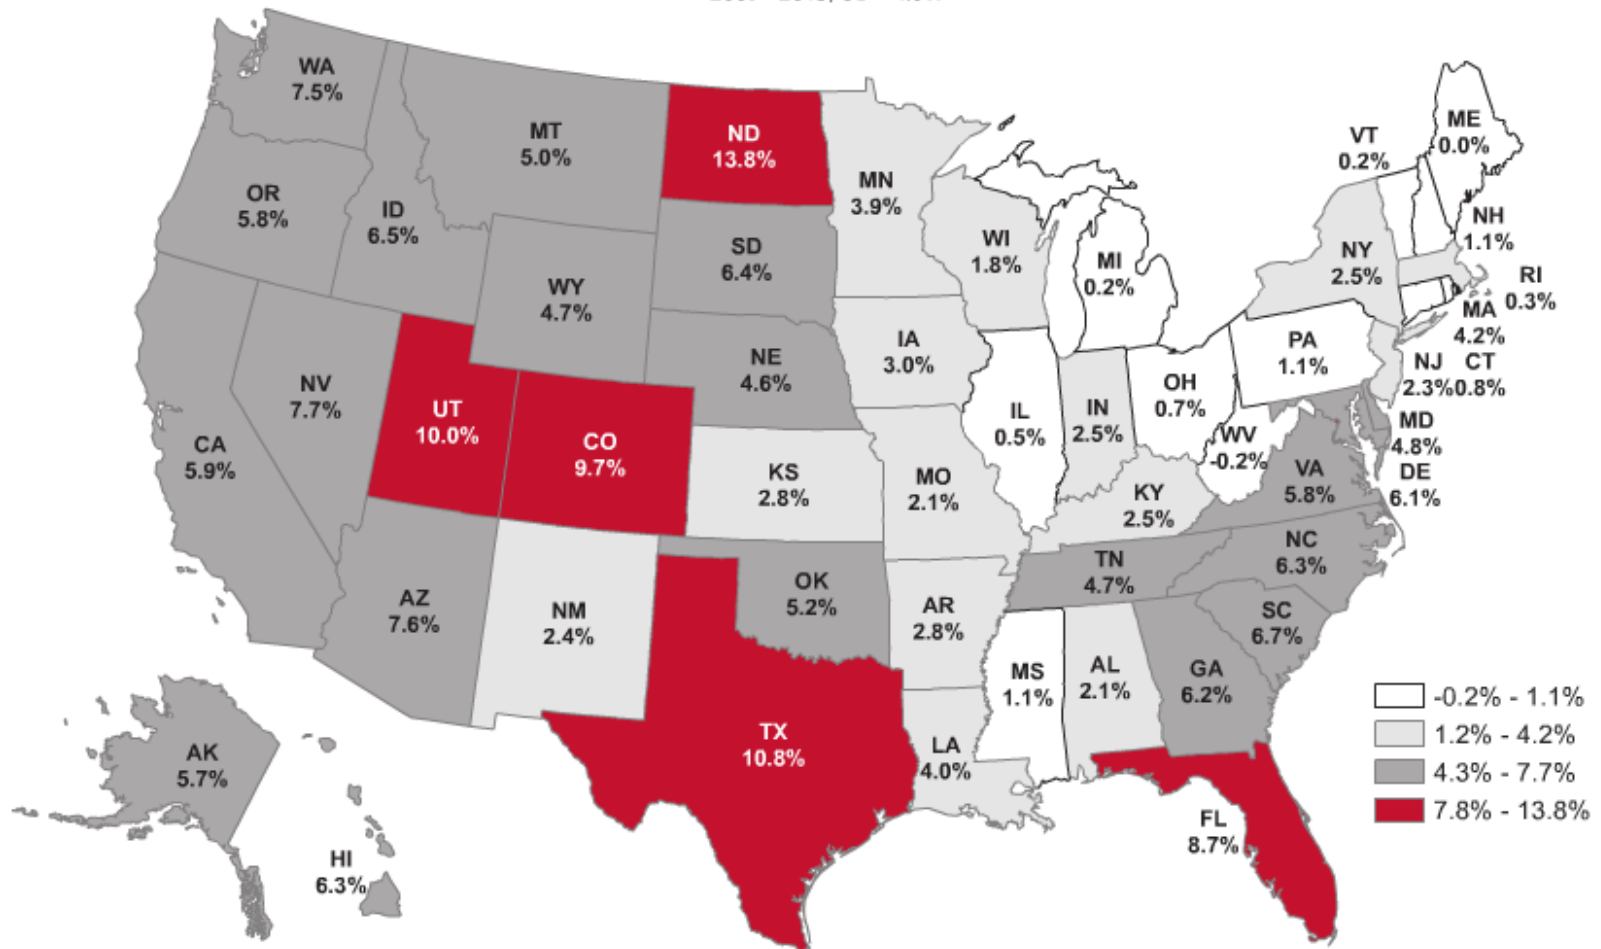 WA
7.5%
MT
5.0%
ND
13.8%
MN
3.9%
VT
0.2%
ME
0.0%
OR
5.8%
ID
6.5%
SD
6.4%
WI
1.8%
MI
0.2%
NY
2.5%
NH
1.1%
RI
0.3%
MA
4.2%
WY
4.7%
IA
3.0%
PA
1.1%
NJ
2.3%
CT
0.8%
NE
4.6%
NV
7.7%
UT
10.0%
CO
9.7%
IL
0.5%
IN
2.5%
OH
0.7%
WV
-0.2%
MD
4.8%
DE
6.1%
VA
5.8%
CA
5.9%
KS
2.8%
MO
2.1%
KY
2.5%
NC
6.3%
TN
4.7%
AZ
7.6%
NM
2.4%
OK
5.2%
AR
2.8%
SC
6.7%
MS
1.1%
AL
2.1%
GA
6.2%
TX
10.8%
LA
4.0%
FL
8.7%
AK
5.7%
HI
6.3%
-0.2% - 1.1%
1.2% - 4.2%
4.3% - 7.7%
7.8% - 13.8%